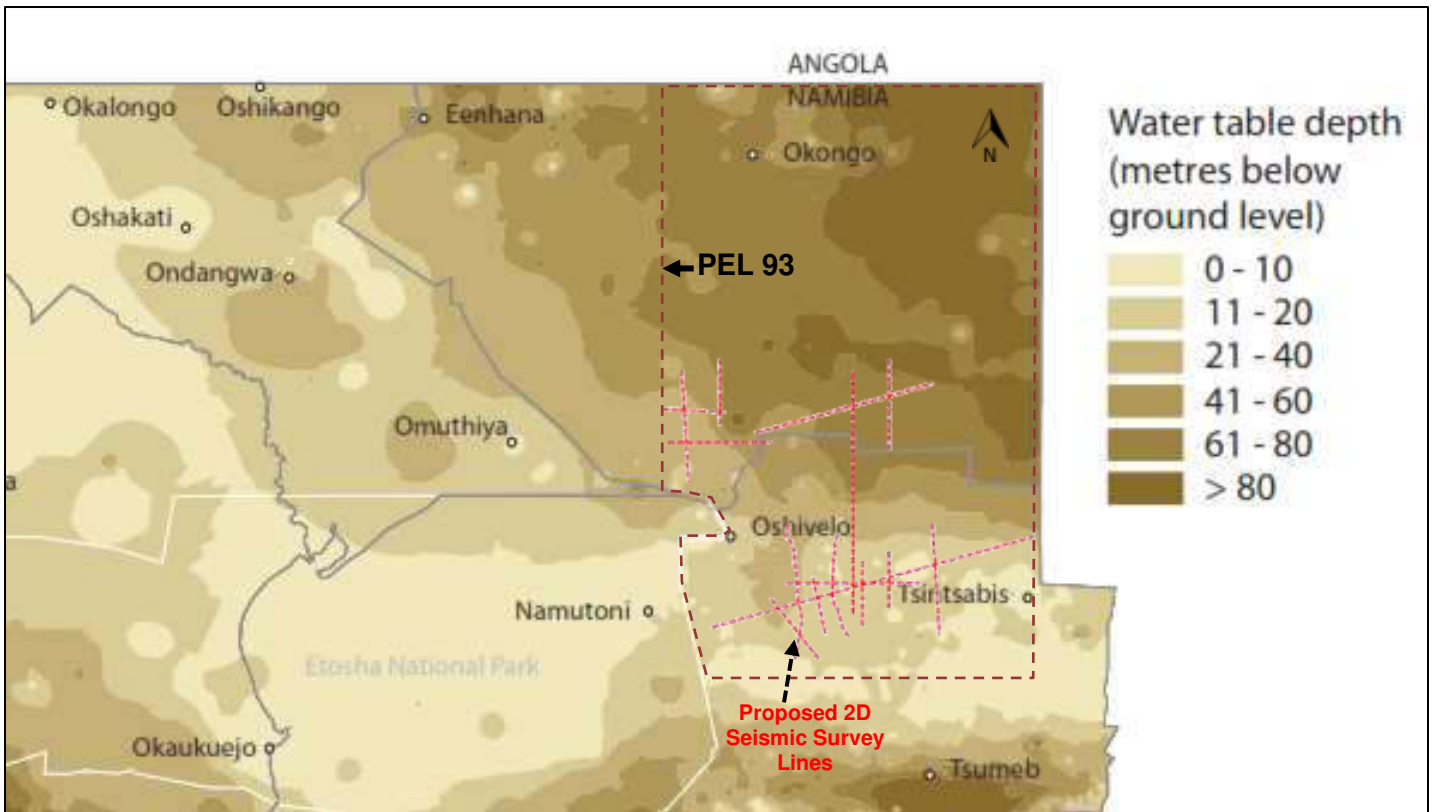 ANGOLA
NAMIBIA
N
Okalongo
Oshikango
Eenhana
Okongo
Oshakati
Ondangwa
PEL 93
Omuthiya
a
Oshivelo
Namutoni
Tsintsabis
Etosha National Park
Proposed 2D
Seismic Survey
Lines
Okaukuejo
Tsumeb
Water table depth
(metres below
ground level)
0 - 10
11 - 20
21 - 40
41 - 60
61 - 80
> 80